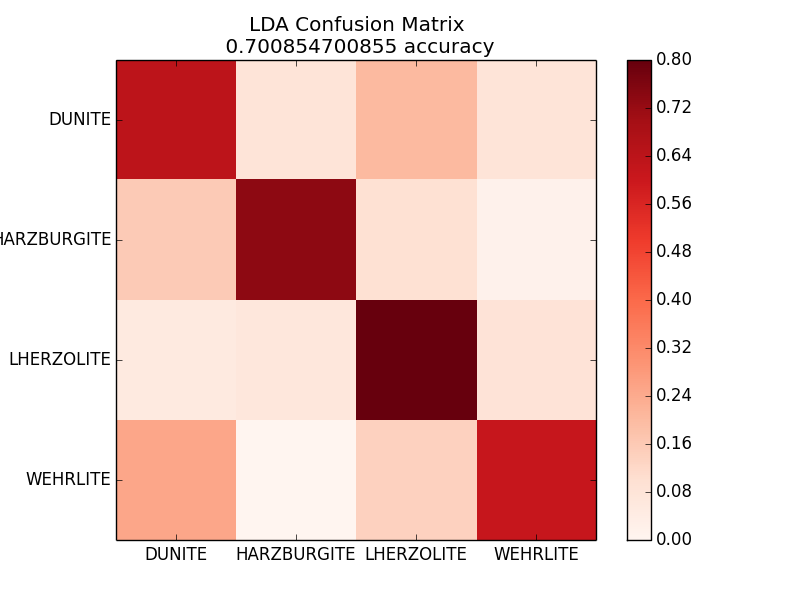 LDA Confusion Matrix
0.700854700855 accuracy
DUNITE
HARZBURGITE
LHERZOLITE
WEHRLITE
DUNITE HARZBURGITE LHERZOLITE WEHRLITE
0.80
0.72
0.64
0.56
0.48
0.40
0.32
0.24
0.16
0.08
0.00